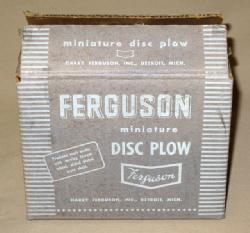 miniature disc plow
HARRY FERGUSON, INC., DETROIT, MICH.
FERGUSON
miniature
DISC PLOW
Ferguson
HARRY FERGUSON, INC., DETROIT, MICH.